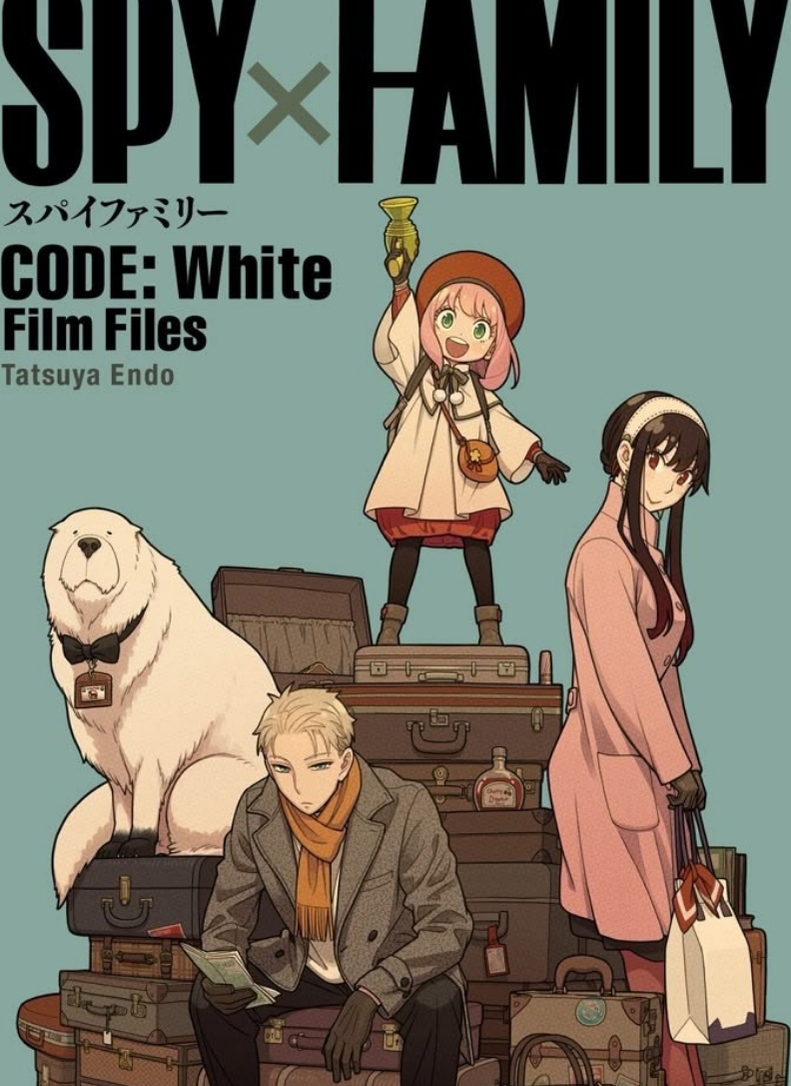 SPY×FAMILY
スパイファミリー
CODE: White
Film Files
Tatsuya Endo